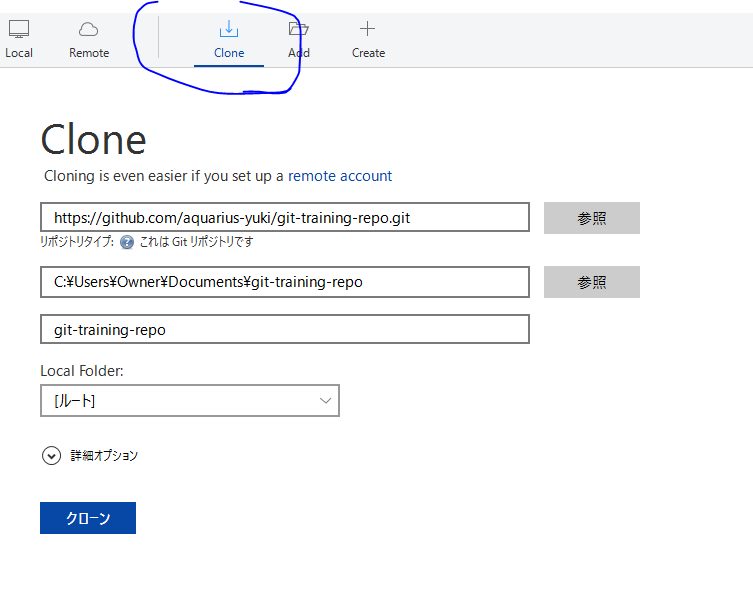 Local Remote Clone Add Create
Clone
Cloning is even easier if you set up a remote account
https://github.com/aquarius-yuki/git-training-repo.git 参照
リポジトリタイプ: ? これは Git リポジトリです
C:¥Users¥Owner¥Documents¥git-training-repo 参照
git-training-repo
Local Folder:
[ルート]
詳細オプション
クローン